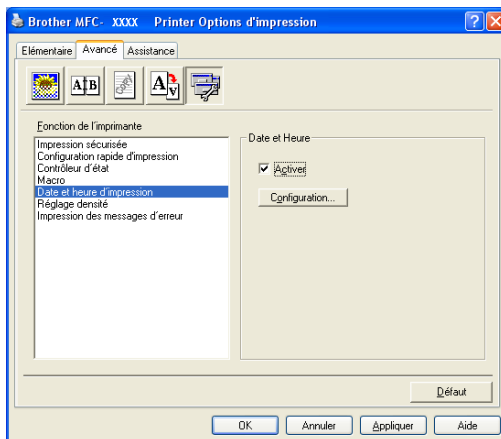 Brother MFC- XXXX Printer Options d'impression
Elémentaire Avancé Assistance
A B
A A
Fonction de l'imprimante
Impression sécurisée
Configuration rapide d'impression
Contrôleur d'état
Macro
Date et heure d'impression
Réglage densité
Impression des messages d'erreur
Date et Heure
Activer
Configuration...
Défaut
OK Annuler Appliquer Aide